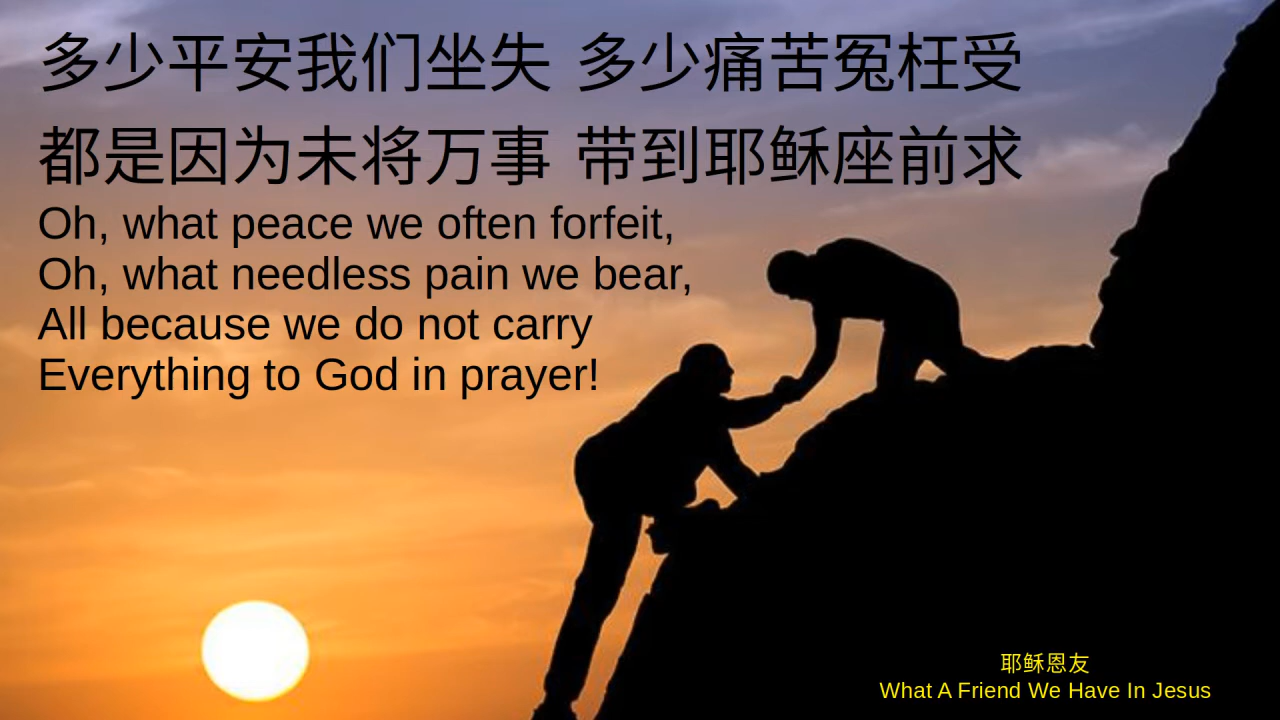 多少平安我们坐失 多少痛苦冤枉受
都是因为未将万事 带到耶稣座前求
Oh, what peace we often forfeit,
Oh, what needless pain we bear,
All because we do not carry
Everything to God in prayer!
耶稣恩友
What A Friend We Have In Jesus